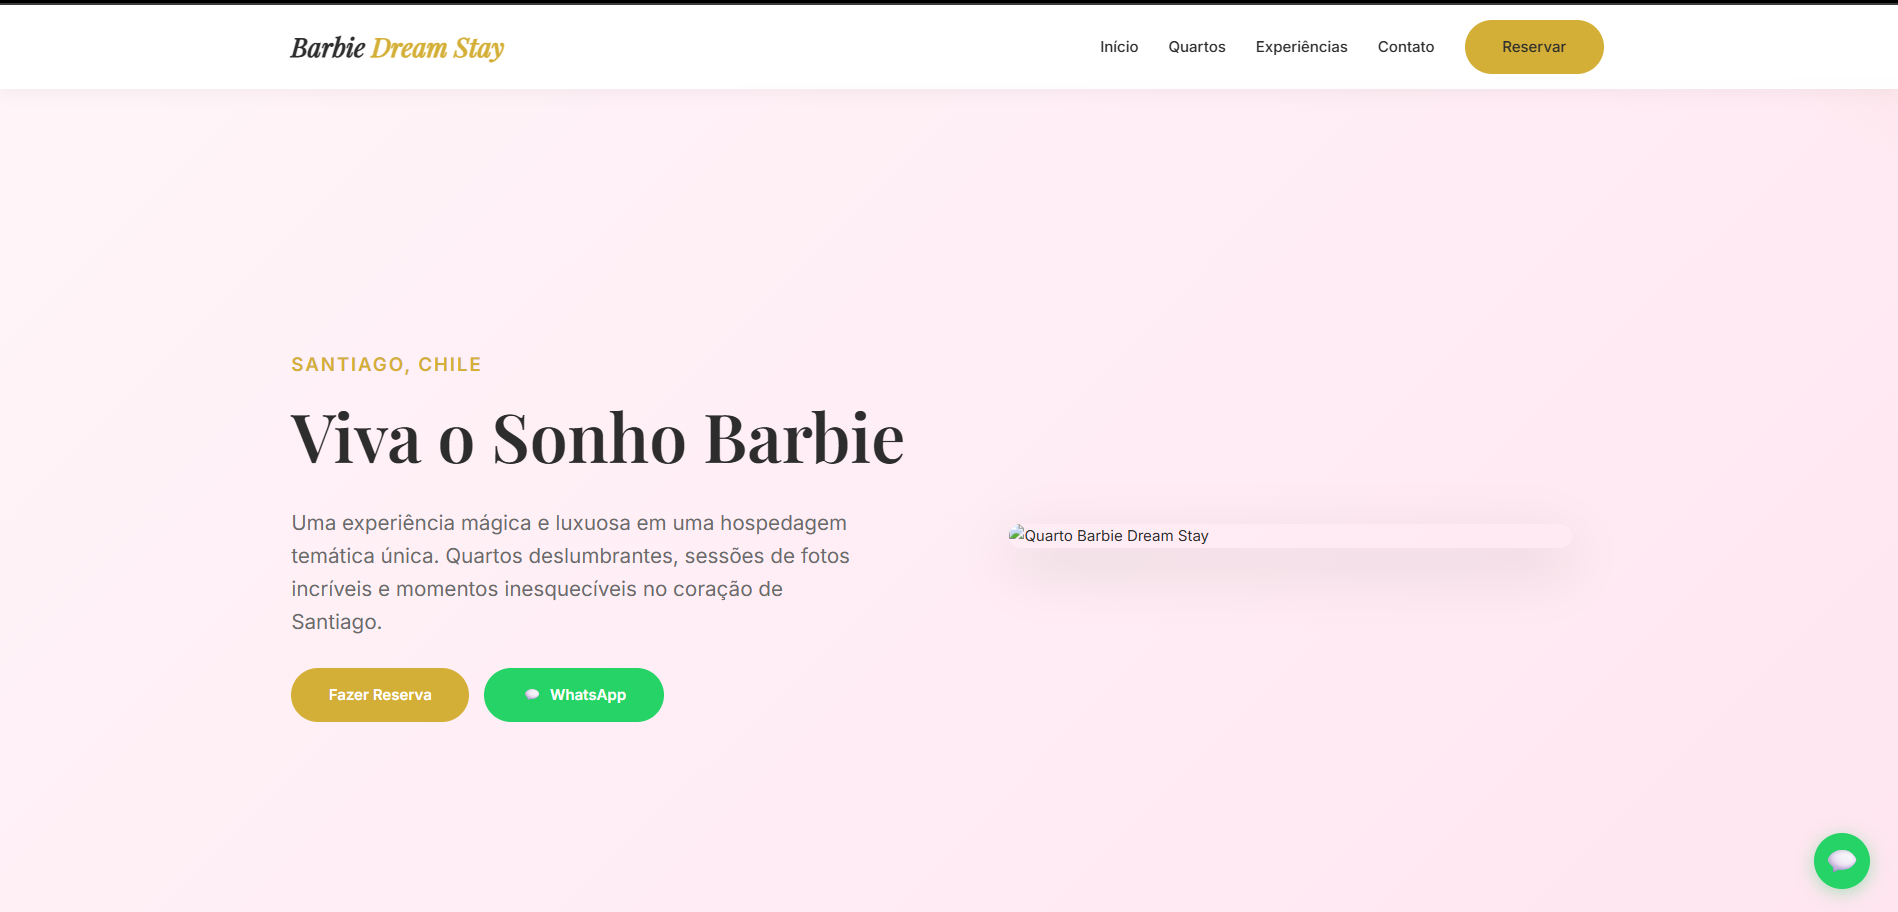 Barbie Dream Stay
Início
Quartos
Experiências
Contato
Reservar
SANTIAGO, CHILE
Viva o Sonho Barbie
Uma experiência mágica e luxuosa em uma hospedagem
temática única. Quartos deslumbrantes, sessões de fotos
incríveis e momentos inesquecíveis no coração de
Santiago.
Quarto Barbie Dream Stay
Fazer Reserva
WhatsApp